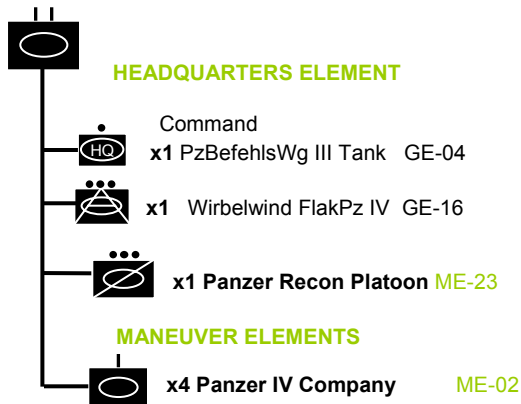 HEADQUARTERS ELEMENT
Command
HQ x1 PzBefehlsWg III Tank GE-04
x1 Wirbelwind FlakPz IV GE-16
x1 Panzer Recon Platoon ME-23
MANEUVER ELEMENTS
x4 Panzer IV Company ME-02